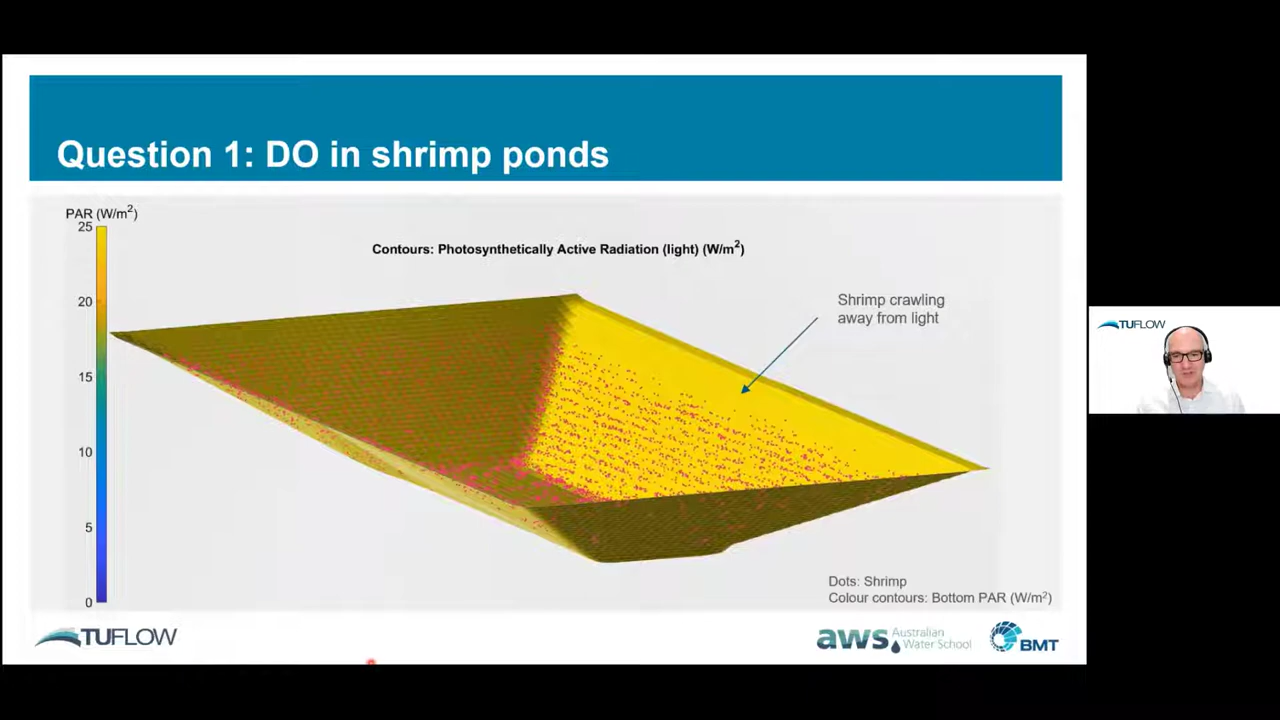 Question 1: DO in shrimp ponds
PAR (W/m²)
25
20
15
10
5
0
Contours: Photosynthetically Active Radiation (light) (W/m²)
Shrimp crawling
away from light
Dots: Shrimp
Colour contours: Bottom PAR (W/m²)
TUFLOW
aws Australian
Water School
BMT
TUFLOW